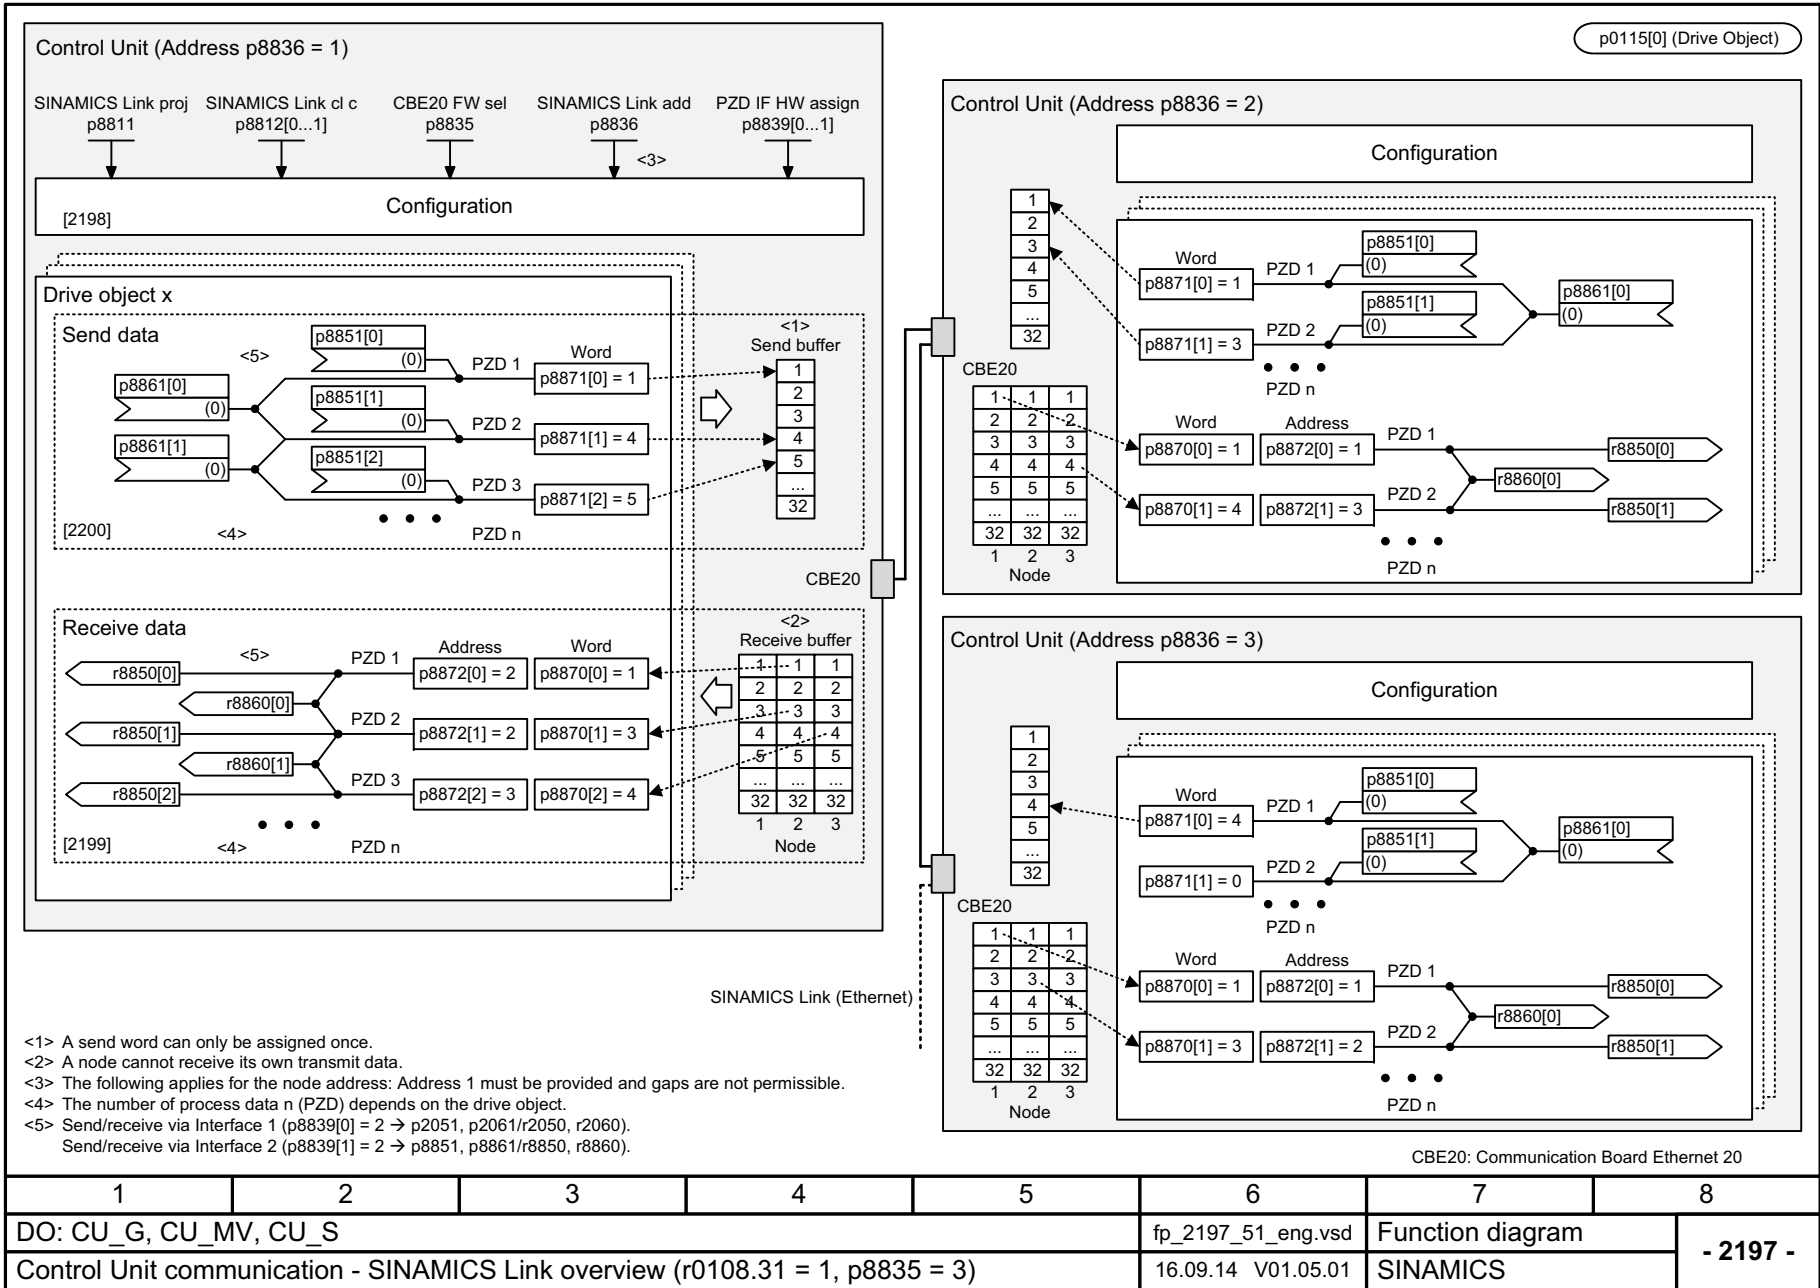 Control Unit (Address p8836 = 1)
SINAMICS Link proj
p8811
SINAMICS Link cl c
p8812[0...1]
CBE20 FW sel
p8835
SINAMICS Link add
p8836
PZD IF HW assign
p8839[0...1]
<3>
Configuration
[2198]
Drive object x
Send data
<5>
p8861[0]
(0)
p8861[1]
(0)
p8851[0]
(0)
p8851[1]
(0)
p8851[2]
(0)
PZD 1
PZD 2
PZD 3
PZD n
Word
p8871[0] = 1
p8871[1] = 4
p8871[2] = 5
<1>
Send buffer
1
2
3
4
5
...
32
[2200]
<4>
CBE20
Receive data
<5>
r8850[0]
r8860[0]
r8850[1]
r8860[1]
r8850[2]
PZD 1
PZD 2
PZD 3
PZD n
Address
p8872[0] = 2
p8872[1] = 2
p8872[2] = 3
Word
p8870[0] = 1
p8870[1] = 3
p8870[2] = 4
<2>
Receive buffer
1 1 1
2 2 2
3 3 3
4 4 4
5 5 5
... ... ...
32 32 32
1 2 3
Node
[2199]
<4>
p0115[0] (Drive Object)
Control Unit (Address p8836 = 2)
Configuration
1
2
3
4
5
...
32
CBE20
1 1 1
2 2 2
3 3 3
4 4 4
5 5 5
... ... ...
32 32 32
1 2 3
Node
Word
p8871[0] = 1
p8871[1] = 3
PZD 1
PZD 2
PZD n
p8851[0]
(0)
p8851[1]
(0)
p8861[0]
(0)
Word
p8870[0] = 1
p8870[1] = 4
Address
p8872[0] = 1
p8872[1] = 3
PZD 1
PZD 2
PZD n
r8850[0]
r8860[0]
r8850[1]
Control Unit (Address p8836 = 3)
Configuration
1
2
3
4
5
...
32
CBE20
1 1 1
2 2 2
3 3 3
4 4 4
5 5 5
... ... ...
32 32 32
1 2 3
Node
Word
p8871[0] = 4
p8871[1] = 0
PZD 1
PZD 2
PZD n
p8851[0]
(0)
p8851[1]
(0)
p8861[0]
(0)
Word
p8870[0] = 1
p8870[1] = 3
Address
p8872[0] = 1
p8872[1] = 2
PZD 1
PZD 2
PZD n
r8850[0]
r8860[0]
r8850[1]
SINAMICS Link (Ethernet)
<1> A send word can only be assigned once.
<2> A node cannot receive its own transmit data.
<3> The following applies for the node address: Address 1 must be provided and gaps are not permissible.
<4> The number of process data n (PZD) depends on the drive object.
<5> Send/receive via Interface 1 (p8839[0] = 2 → p2051, p2061/r2050, r2060).
Send/receive via Interface 2 (p8839[1] = 2 → p8851, p8861/r8850, r8860).
CBE20: Communication Board Ethernet 20
1 2 3 4 5 6 7 8
DO: CU_G, CU_MV, CU_S
fp_2197_51_eng.vsd
Function diagram
- 2197 -
Control Unit communication - SINAMICS Link overview (r0108.31 = 1, p8835 = 3)
16.09.14 V01.05.01
SINAMICS